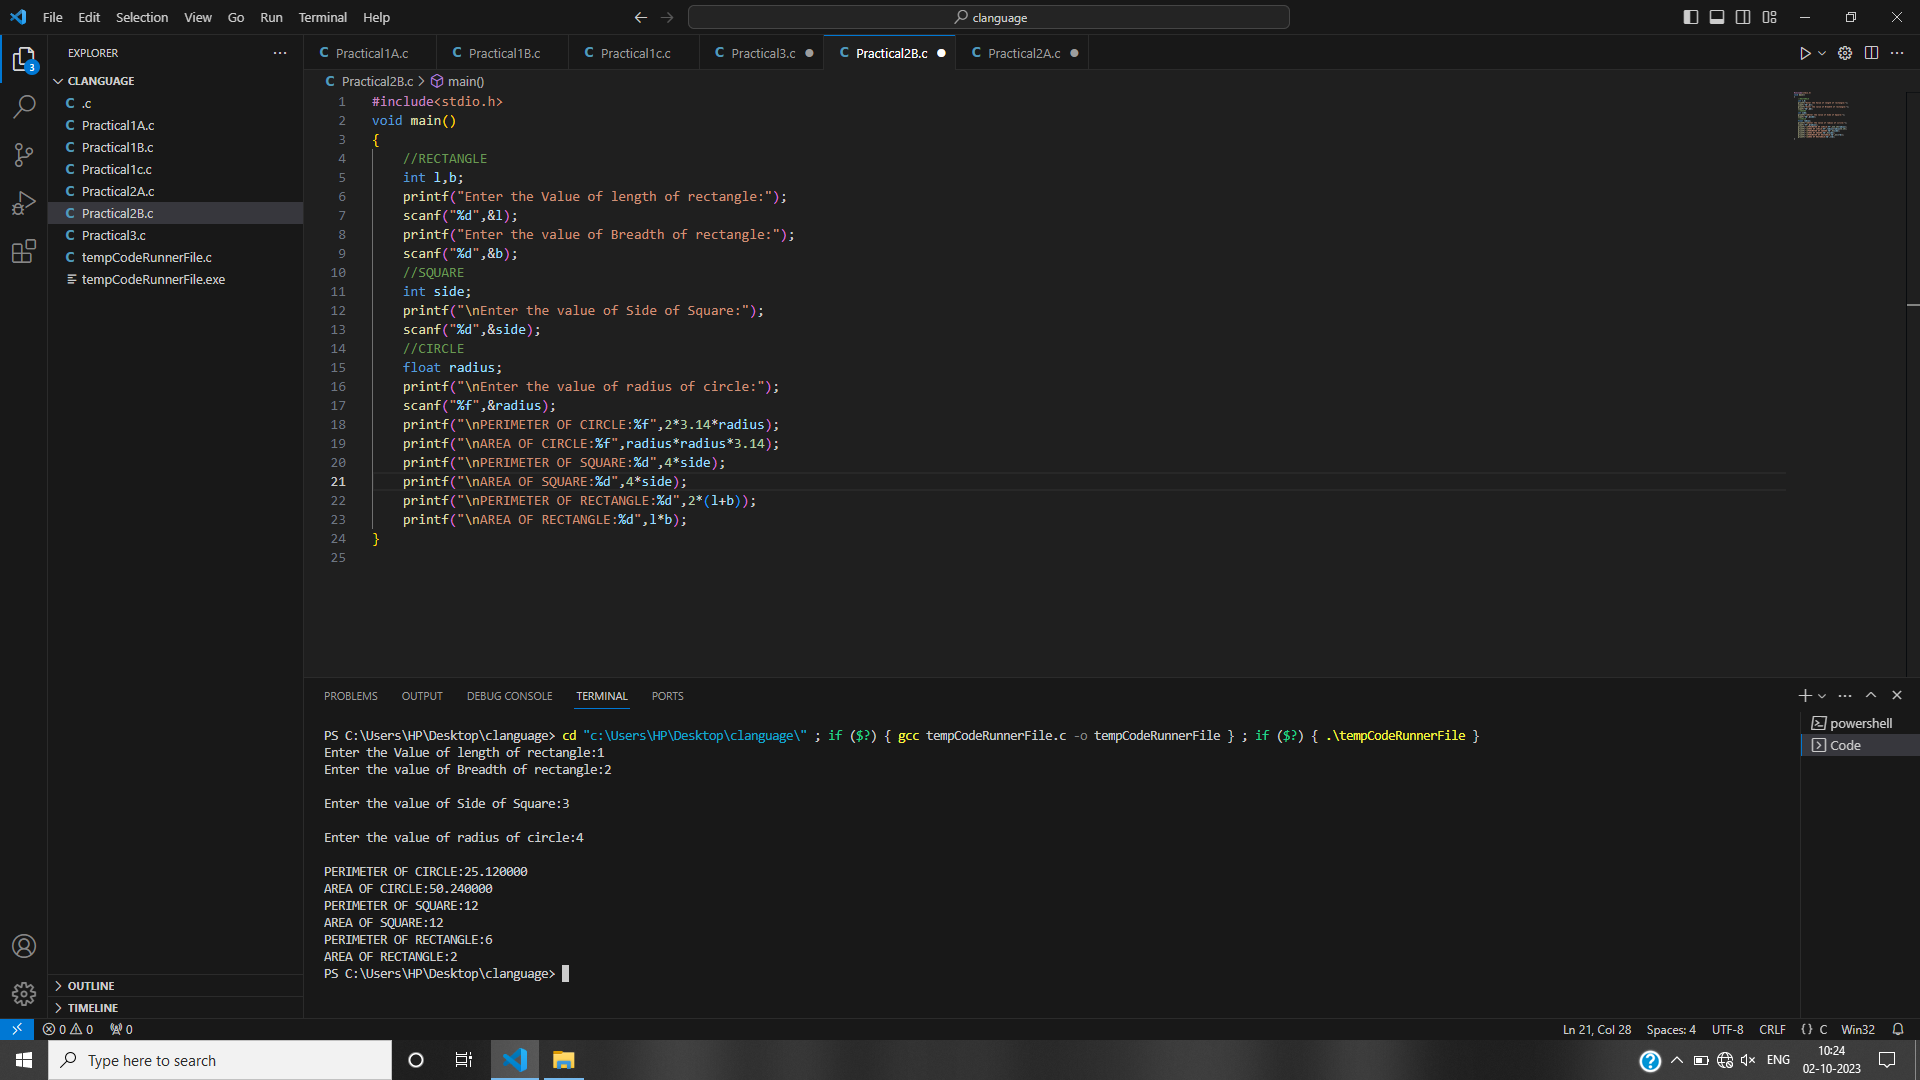 File Edit Selection View Go Run Terminal Help
clanguage
EXPLORER
CLANGUAGE
C .c
C Practical1A.c
C Practical1B.c
C Practical1c.c
C Practical2A.c
C Practical2B.c
C Practical3.c
C tempCodeRunnerFile.c
tempCodeRunnerFile.exe
OUTLINE
TIMELINE
3
C Practical1A.c C Practical1B.c C Practical1c.c C Practical3.c C Practical2B.c C Practical2A.c
C Practical2B.c > main()
1 #include<stdio.h>
2 void main()
3 {
4 //RECTANGLE
5 int l,b;
6 printf("Enter the Value of length of rectangle:");
7 scanf("%d",&l);
8 printf("Enter the value of Breadth of rectangle:");
9 scanf("%d",&b);
10 //SQUARE
11 int side;
12 printf("\nEnter the value of Side of Square:");
13 scanf("%d",&side);
14 //CIRCLE
15 float radius;
16 printf("\nEnter the value of radius of circle:");
17 scanf("%f",&radius);
18 printf("\nPERIMETER OF CIRCLE:%f",2*3.14*radius);
19 printf("\nAREA OF CIRCLE:%f",radius*radius*3.14);
20 printf("\nPERIMETER OF SQUARE:%d",4*side);
21 printf("\nAREA OF SQUARE:%d",4*side);
22 printf("\nPERIMETER OF RECTANGLE:%d",2*(l+b));
23 printf("\nAREA OF RECTANGLE:%d",l*b);
24 }
25
PROBLEMS OUTPUT DEBUG CONSOLE TERMINAL PORTS
PS C:\Users\HP\Desktop\clanguage> cd "c:\Users\HP\Desktop\clanguage\" ; if ($?) { gcc tempCodeRunnerFile.c -o tempCodeRunnerFile } ; if ($?) { .\tempCodeRunnerFile }
Enter the Value of length of rectangle:1
Enter the value of Breadth of rectangle:2
Enter the value of Side of Square:3
Enter the value of radius of circle:4
PERIMETER OF CIRCLE:25.120000
AREA OF CIRCLE:50.240000
PERIMETER OF SQUARE:12
AREA OF SQUARE:12
PERIMETER OF RECTANGLE:6
AREA OF RECTANGLE:2
PS C:\Users\HP\Desktop\clanguage>
powershell
Code
0 0 0
Ln 21, Col 28 Spaces: 4 UTF-8 CRLF {} C Win32
Type here to search
ENG
10:24
02-10-2023